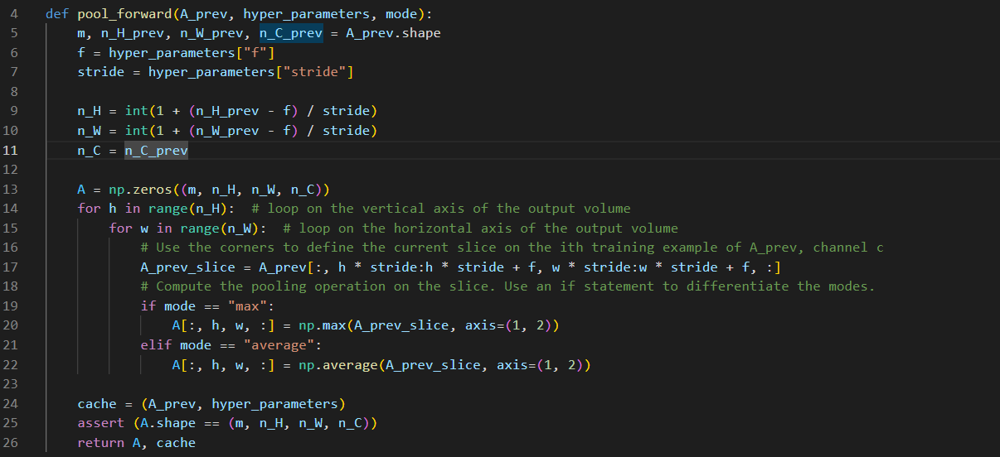 4 def pool_forward(A_prev, hyper_parameters, mode):
5     m, n_H_prev, n_W_prev, n_C_prev = A_prev.shape
6     f = hyper_parameters["f"]
7     stride = hyper_parameters["stride"]
8
9     n_H = int(1 + (n_H_prev - f) / stride)
10     n_W = int(1 + (n_W_prev - f) / stride)
11     n_C = n_C_prev
12
13     A = np.zeros((m, n_H, n_W, n_C))
14     for h in range(n_H):  # loop on the vertical axis of the output volume
15         for w in range(n_W):  # loop on the horizontal axis of the output volume
16             # Use the corners to define the current slice on the ith training example of A_prev, channel c
17             A_prev_slice = A_prev[:, h * stride:h * stride + f, w * stride:w * stride + f, :]
18             # Compute the pooling operation on the slice. Use an if statement to differentiate the modes.
19             if mode == "max":
20                 A[:, h, w, :] = np.max(A_prev_slice, axis=(1, 2))
21             elif mode == "average":
22                 A[:, h, w, :] = np.average(A_prev_slice, axis=(1, 2))
23
24     cache = (A_prev, hyper_parameters)
25     assert (A.shape == (m, n_H, n_W, n_C))
26     return A, cache